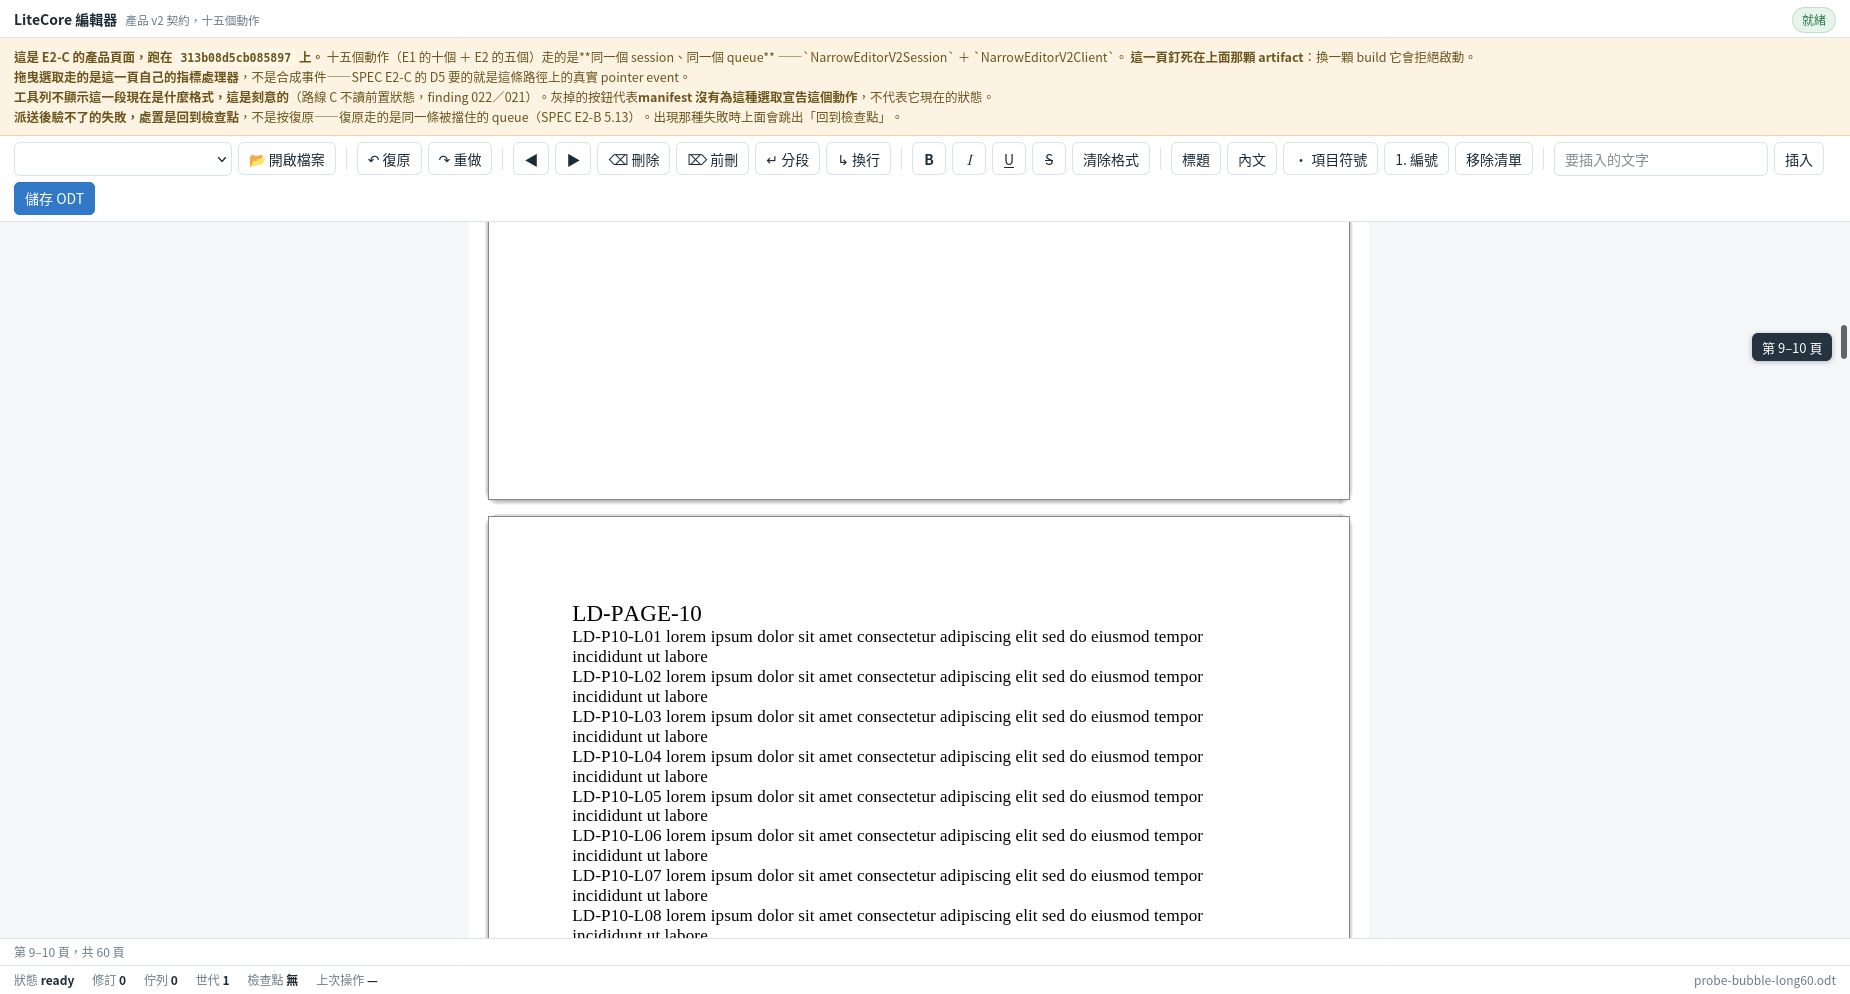 LiteCore 編輯器 產品 v2 契約，十五個動作 就緒
這是 E2-C 的產品頁面，跑在 313b08d5cb085897 上。 十五個動作（E1 的十個 ＋ E2 的五個）走的是**同一個 session、同一個 queue** ——`NarrowEditorV2Session` ＋ `NarrowEditorV2Client`。 這一頁釘死在上面那顆 artifact：換一顆 build 它會拒絕啟動。
拖曳選取走的是這一頁自己的指標處理器，不是合成事件——SPEC E2-C 的 D5 要的就是這條路徑上的真實 pointer event。
工具列不顯示這一段現在是什麼格式，這是刻意的（路線 C 不讀前置狀態，finding 022／021）。灰掉的按鈕代表manifest 沒有為這種選取宣告這個動作，不代表它現在的狀態。
派送後驗不了的失敗，處置是回到檢查點，不是按復原——復原走的是同一條被擋住的 queue（SPEC E2-B 5.13）。出現那種失敗時上面會跳出「回到檢查點」。
📂 開啟檔案 ↶ 復原 ↷ 重做 ◀ ▶ ⌫ 刪除 ⌦ 前刪 ↵ 分段 ↳ 換行 B I U S 清除格式 標題 內文 • 項目符號 1. 編號 移除清單 要插入的文字 插入
儲存 ODT
第 9–10 頁
LD-PAGE-10
LD-P10-L01 lorem ipsum dolor sit amet consectetur adipiscing elit sed do eiusmod tempor
incididunt ut labore
LD-P10-L02 lorem ipsum dolor sit amet consectetur adipiscing elit sed do eiusmod tempor
incididunt ut labore
LD-P10-L03 lorem ipsum dolor sit amet consectetur adipiscing elit sed do eiusmod tempor
incididunt ut labore
LD-P10-L04 lorem ipsum dolor sit amet consectetur adipiscing elit sed do eiusmod tempor
incididunt ut labore
LD-P10-L05 lorem ipsum dolor sit amet consectetur adipiscing elit sed do eiusmod tempor
incididunt ut labore
LD-P10-L06 lorem ipsum dolor sit amet consectetur adipiscing elit sed do eiusmod tempor
incididunt ut labore
LD-P10-L07 lorem ipsum dolor sit amet consectetur adipiscing elit sed do eiusmod tempor
incididunt ut labore
LD-P10-L08 lorem ipsum dolor sit amet consectetur adipiscing elit sed do eiusmod tempor
incididunt ut labore
第 9–10 頁，共 60 頁
狀態 ready 修訂 0 佇列 0 世代 1 檢查點 無 上次操作 — probe-bubble-long60.odt